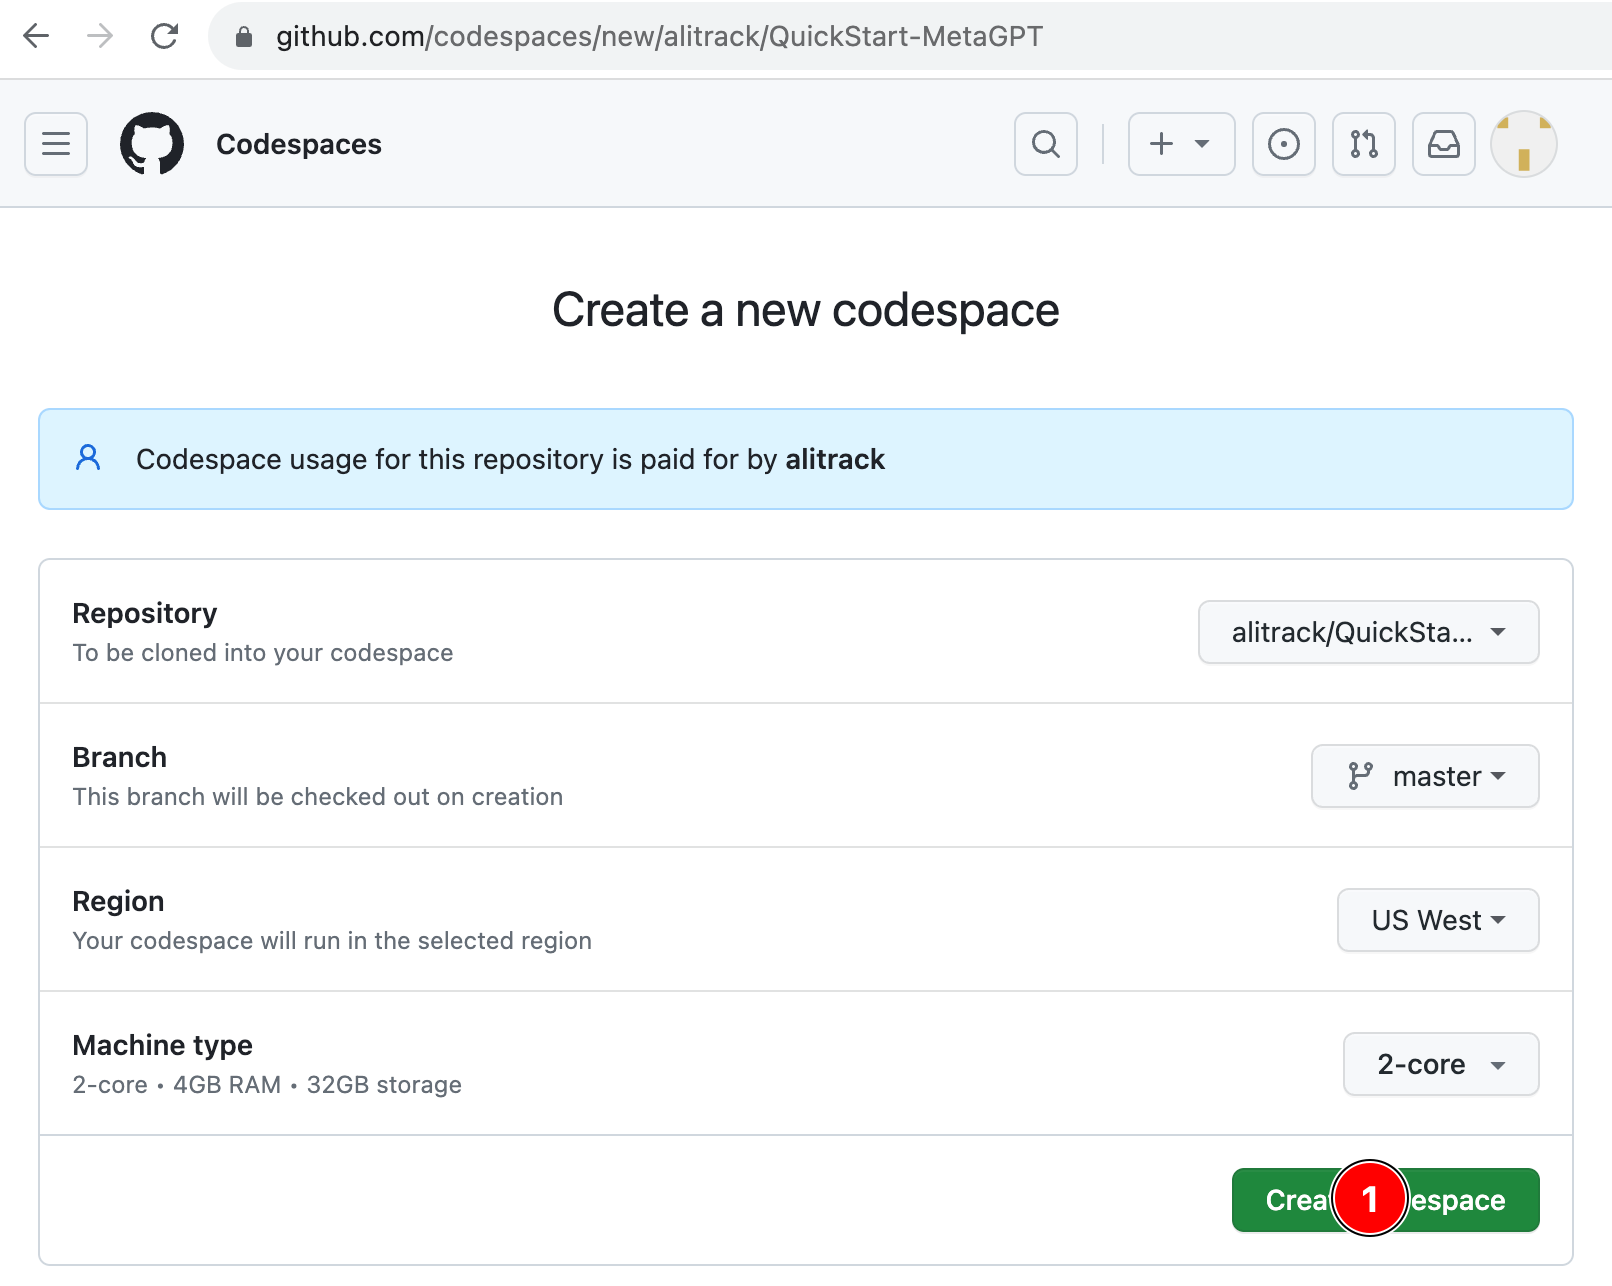 github.com/codespaces/new/alitrack/QuickStart-MetaGPT
Codespaces
Create a new codespace
Codespace usage for this repository is paid for by alitrack
Repository
To be cloned into your codespace
alitrack/QuickSta...
Branch
This branch will be checked out on creation
master
Region
Your codespace will run in the selected region
US West
Machine type
2-core • 4GB RAM • 32GB storage
2-core
Crea 1 espace